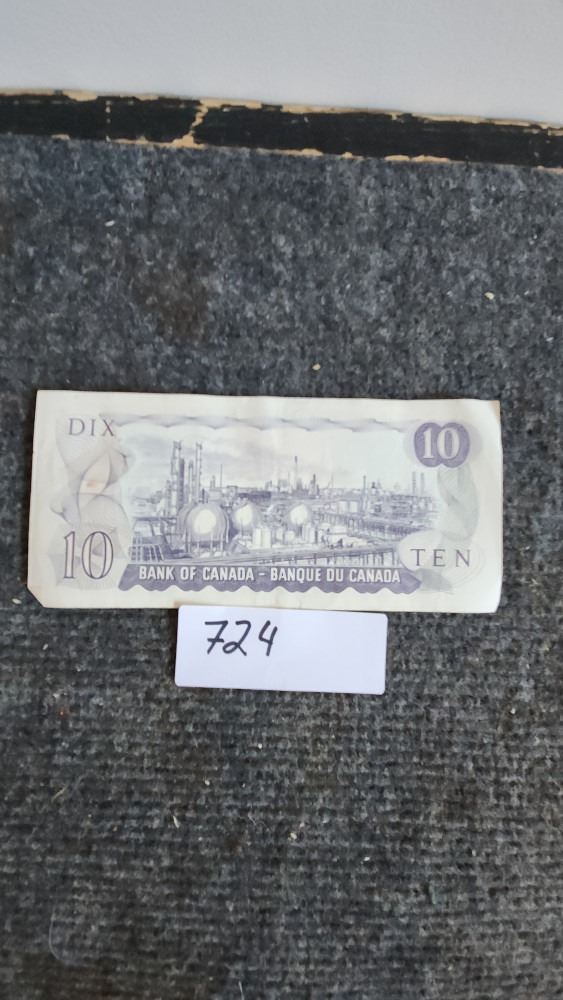 DIX
10
10
TEN
BANK OF CANADA - BANQUE DU CANADA
724